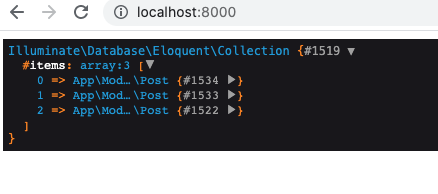 localhost:8000
Illuminate\Database\Eloquent\Collection {#1519 ▼
#items: array:3 [▼
0 => App\Mod…\Post {#1534 ▶}
1 => App\Mod…\Post {#1533 ▶}
2 => App\Mod…\Post {#1522 ▶}
]
}